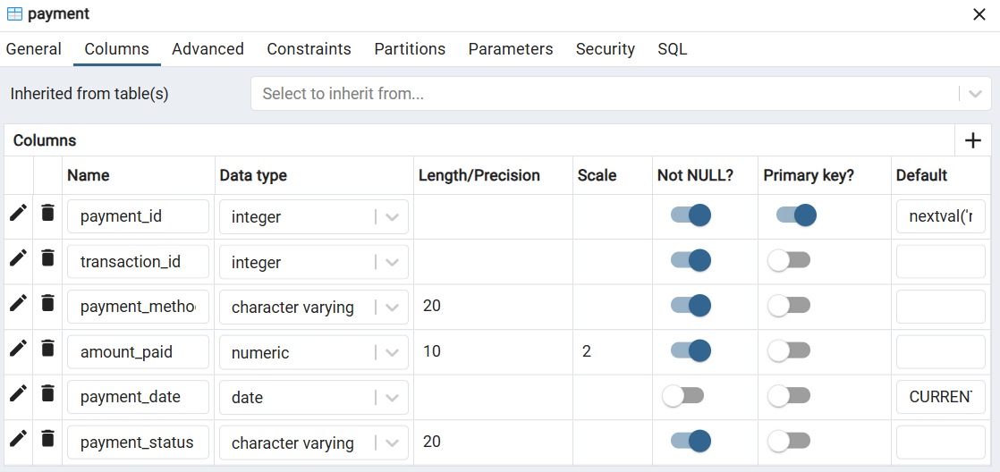 payment
General Columns Advanced Constraints Partitions Parameters Security SQL
Inherited from table(s) Select to inherit from...
Columns
Name Data type Length/Precision Scale Not NULL? Primary key? Default
payment_id integer nextval('r
transaction_id integer
payment_metho character varying 20
amount_paid numeric 10 2
payment_date date CURREN
payment_status character varying 20